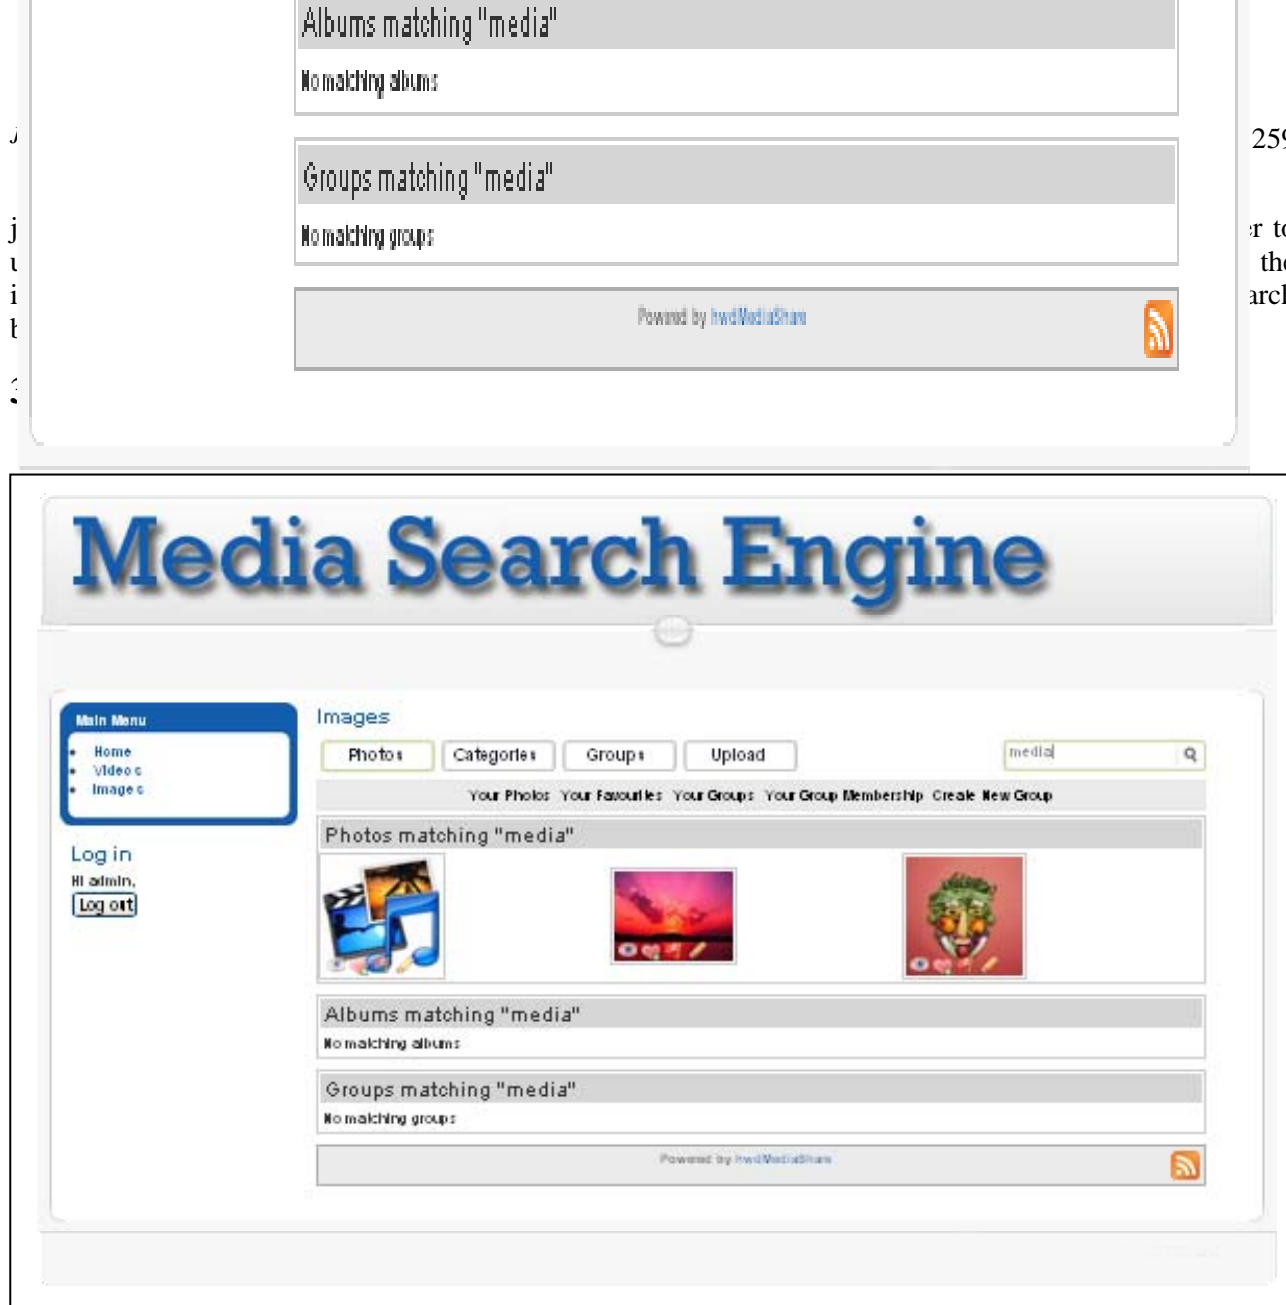 Albums matching "media"
No matching albums
259
Groups matching "media"
No matching groups
to
the
Powered by hwdMediaShare
Media Search Engine
Main Menu
Home
Videos
Images
Log in
Hi admin,
Log out
Images
Photos Categories Groups Upload media
Your Photos Your Favourites Your Groups Your Group Membership Create New Group
Photos matching "media"
Albums matching "media"
No matching albums
Groups matching "media"
No matching groups
Powered by hwdMediaShare